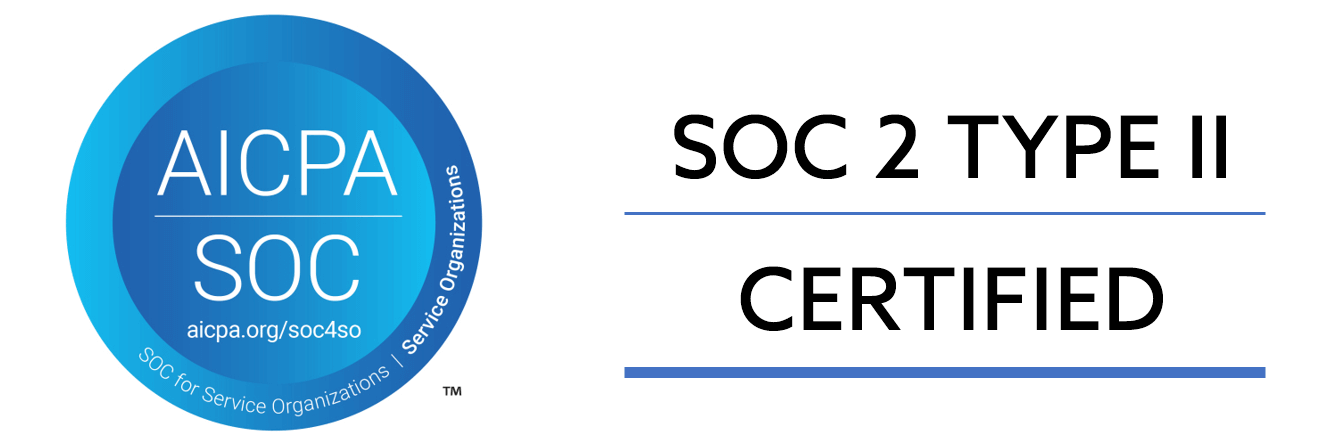 AICPA
SOC
aicpa.org/soc4so
SOC for Service Organizations | Service Organizations
TM
SOC 2 TYPE II
CERTIFIED